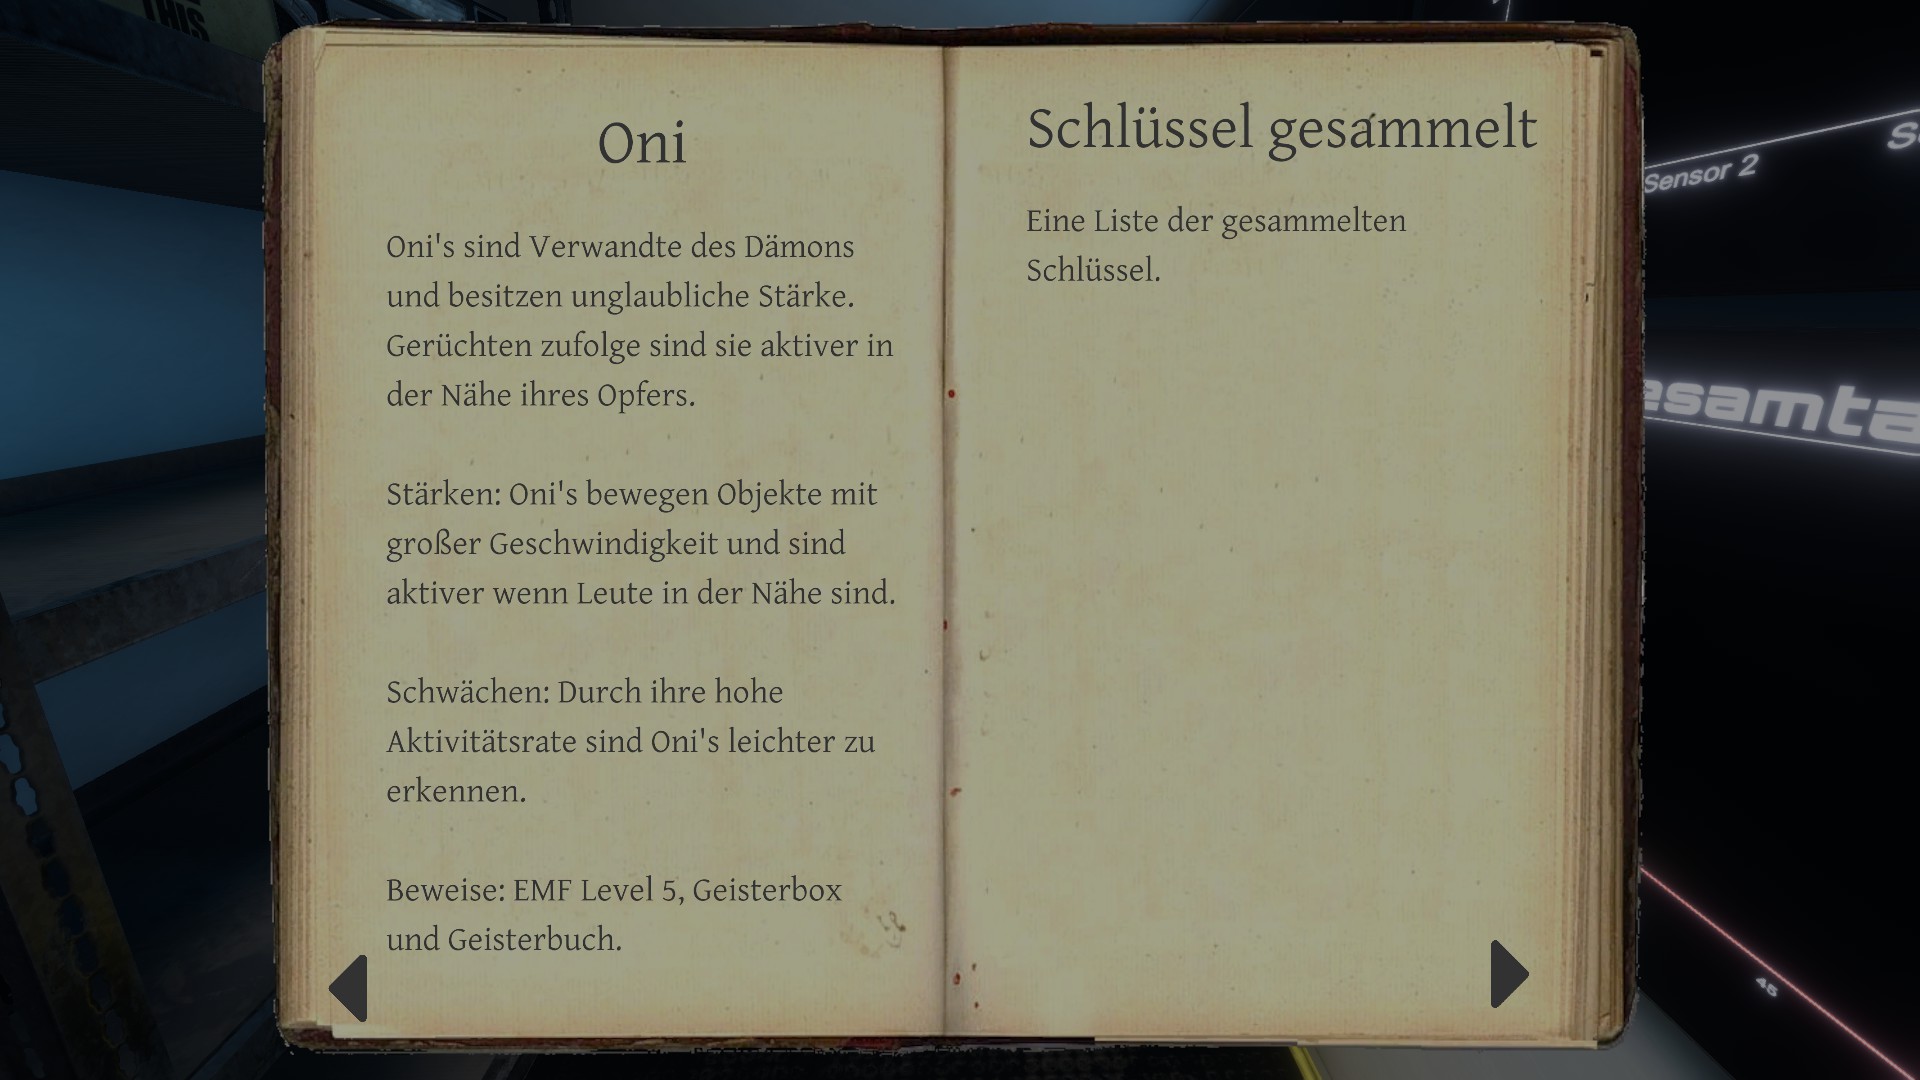 THIS
Oni
Oni's sind Verwandte des Dämons
und besitzen unglaubliche Stärke.
Gerüchten zufolge sind sie aktiver in
der Nähe ihres Opfers.
Stärken: Oni's bewegen Objekte mit
großer Geschwindigkeit und sind
aktiver wenn Leute in der Nähe sind.
Schwächen: Durch ihre hohe
Aktivitätsrate sind Oni's leichter zu
erkennen.
Beweise: EMF Level 5, Geisterbox
und Geisterbuch.
Schlüssel gesammelt
Eine Liste der gesammelten
Schlüssel.
Sensor 2
esamta
45